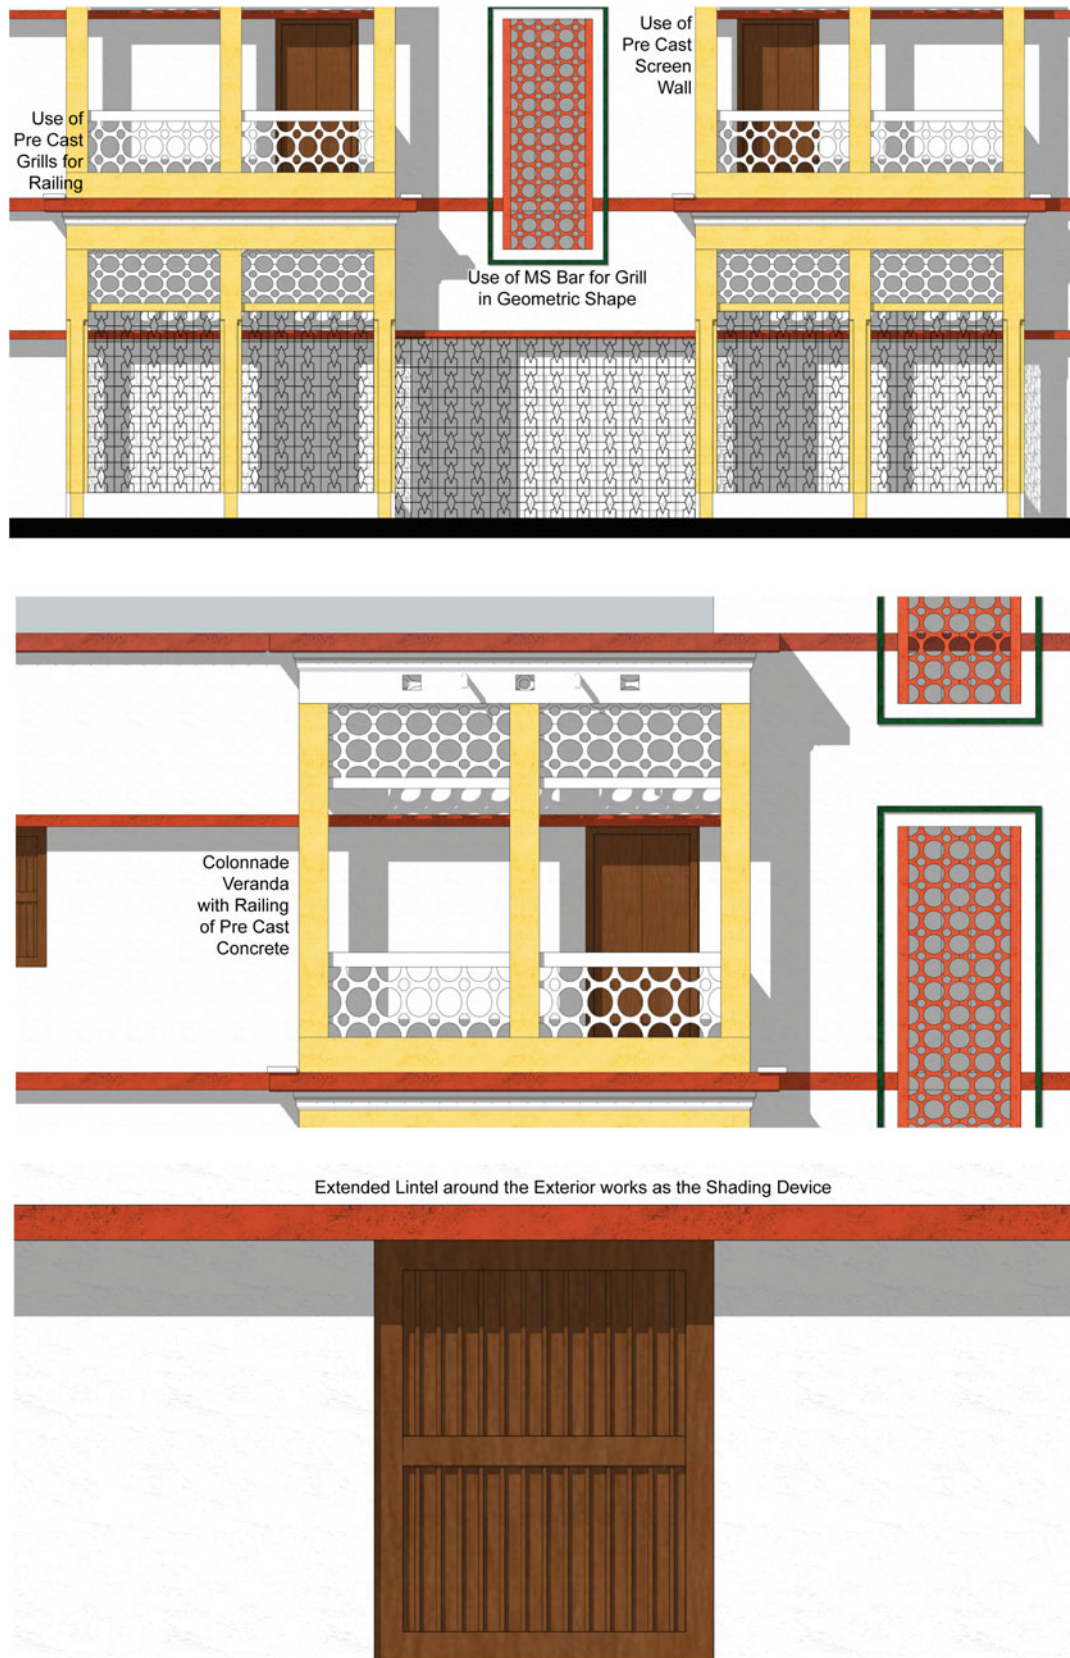 Use of
Pre Cast
Grills for
Railing
Use of
Pre Cast
Screen
Wall
Use of MS Bar for Grill
in Geometric Shape
Colonnade
Veranda
with Railing
of Pre Cast
Concrete
Extended Lintel around the Exterior works as the Shading Device